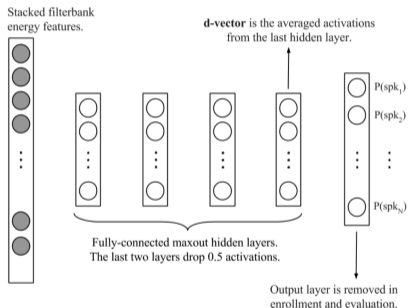 Stacked filterbank
energy features.
d-vector is the averaged activations
from the last hidden layer.
P(spk₁)
P(spk₂)
P(spk_N)
Fully-connected maxout hidden layers.
The last two layers drop 0.5 activations.
Output layer is removed in
enrollment and evaluation.